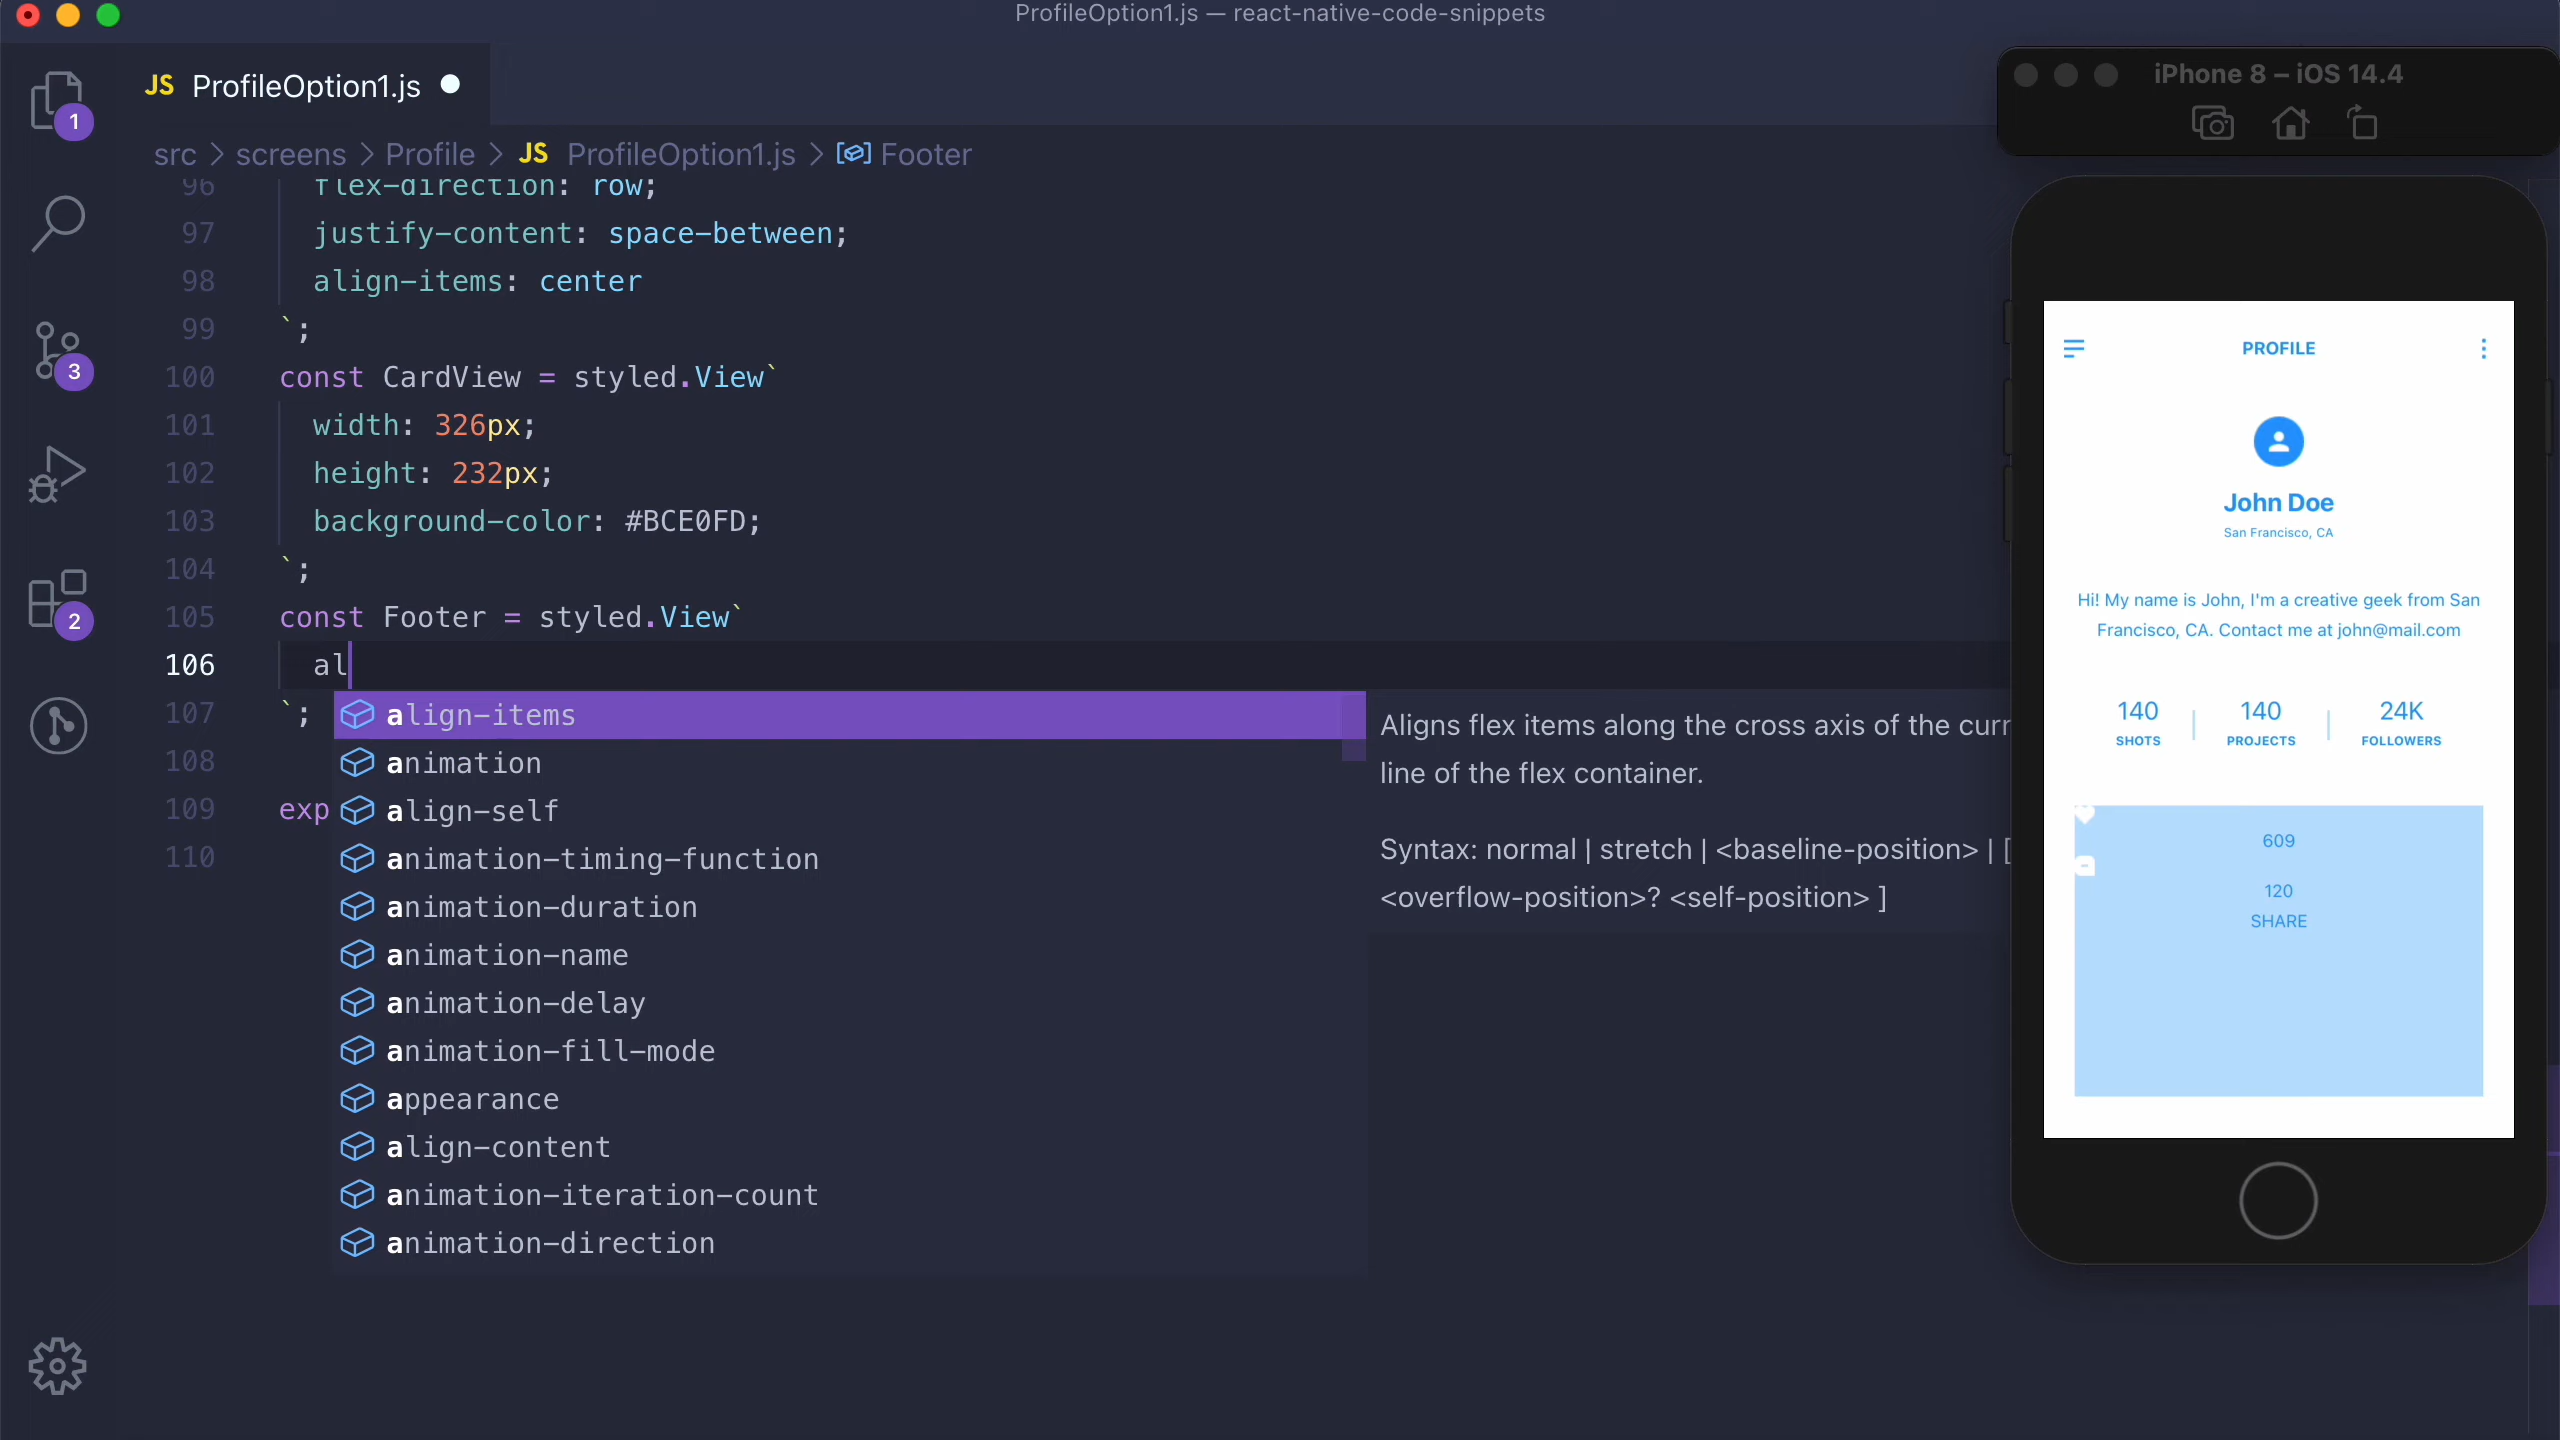 ProfileOption1.js — react-native-code-snippets
JS ProfileOption1.js
src > screens > Profile > JS ProfileOption1.js > Footer
96 flex-direction: row;
97 justify-content: space-between;
98 align-items: center
99 `;
100 const CardView = styled.View`
101 width: 326px;
102 height: 232px;
103 background-color: #BCE0FD;
104 `;
105 const Footer = styled.View`
106 al
107 `;
108
109 exp
110
align-items
animation
align-self
animation-timing-function
animation-duration
animation-name
animation-delay
animation-fill-mode
appearance
align-content
animation-iteration-count
animation-direction
Aligns flex items along the cross axis of the curr
line of the flex container.
Syntax: normal | stretch | <baseline-position> | [
<overflow-position>? <self-position> ]
1
3
2
iPhone 8 – iOS 14.4
PROFILE
John Doe
San Francisco, CA
Hi! My name is John, I'm a creative geek from San
Francisco, CA. Contact me at john@mail.com
140 140 24K
SHOTS PROJECTS FOLLOWERS
609
120
SHARE